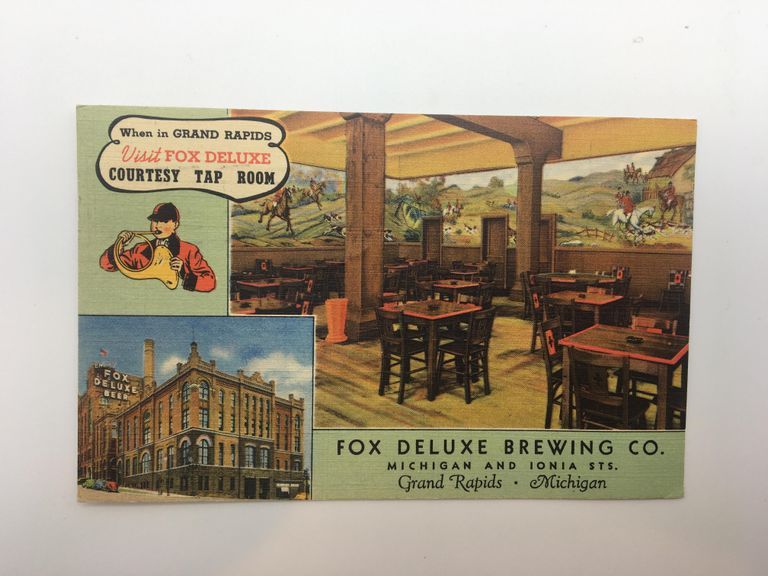 When in GRAND RAPIDS
Visit FOX DELUXE
COURTESY TAP ROOM
FOX
DELUXE
BEER
FOX DELUXE BREWING CO.
MICHIGAN AND IONIA STS.
Grand Rapids · Michigan